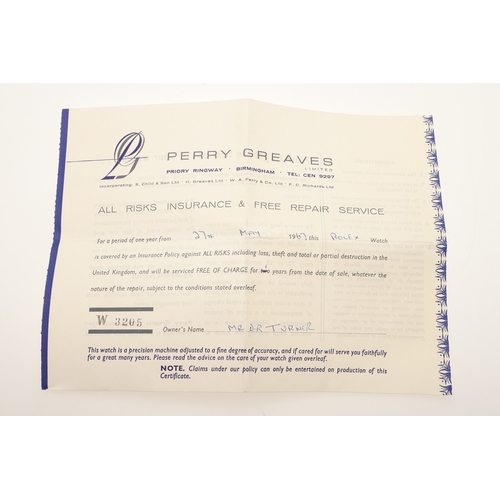 PERRY GREAVES
LIMITED
PRIORY RINGWAY · BIRMINGHAM · TEL: CEN 9297
Incorporating: S. Chill & Son Ltd · H. Greaves Ltd · W. A. Perry & Co. Ltd · F. C. Richards Ltd
ALL RISKS INSURANCE & FREE REPAIR SERVICE
For a period of one year from 27th MAY 1967 this ROLEX Watch
is covered by an Insurance Policy against ALL RISKS including loss, theft and total or partial destruction in the
United Kingdom, and will be serviced FREE OF CHARGE for two years from the date of sale, whatever the
nature of the repair, subject to the conditions stated overleaf.
W 3205
Owner's Name MR DR TURNER
This watch is a precision machine adjusted to a fine degree of accuracy, and if cared for will serve you faithfully
for a great many years. Please read the advice on the care of your watch given overleaf.
NOTE. Claims under our policy can only be entertained on production of this
Certificate.